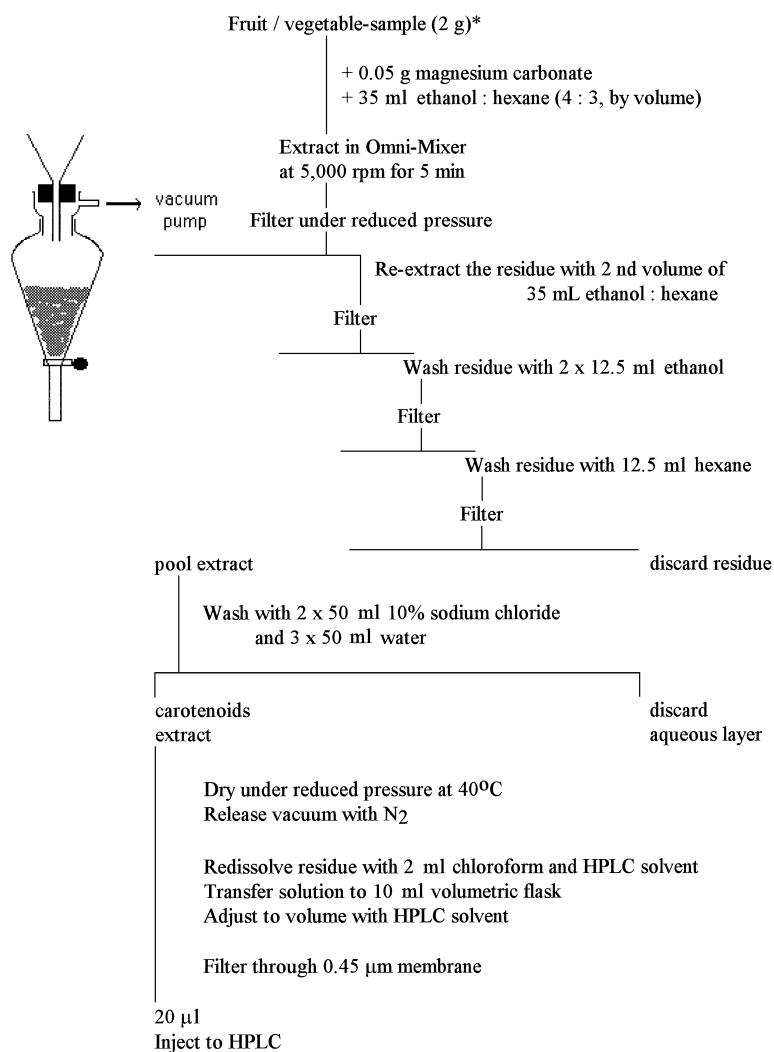 Fruit / vegetable-sample (2 g)*
+ 0.05 g magnesium carbonate
+ 35 ml ethanol : hexane (4 : 3, by volume)
Extract in Omni-Mixer
at 5,000 rpm for 5 min
vacuum
pump
Filter under reduced pressure
Re-extract the residue with 2 nd volume of
35 mL ethanol : hexane
Filter
Wash residue with 2 x 12.5 ml ethanol
Filter
Wash residue with 12.5 ml hexane
Filter
pool extract
discard residue
Wash with 2 x 50 ml 10% sodium chloride
and 3 x 50 ml water
carotenoids
extract
discard
aqueous layer
Dry under reduced pressure at 40°C
Release vacuum with N2
Redissolve residue with 2 ml chloroform and HPLC solvent
Transfer solution to 10 ml volumetric flask
Adjust to volume with HPLC solvent
Filter through 0.45 µm membrane
20 µl
Inject to HPLC